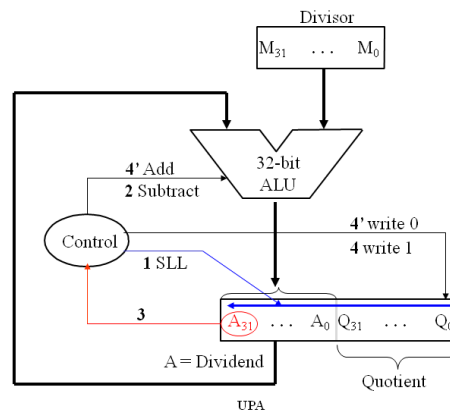 Divisor
M31 ... M0
32-bit
ALU
4' Add
2 Subtract
Control
4' write 0
4 write 1
1 SLL
3
A31 ... A0 Q31 ... Q0
A = Dividend
Quotient
UPA